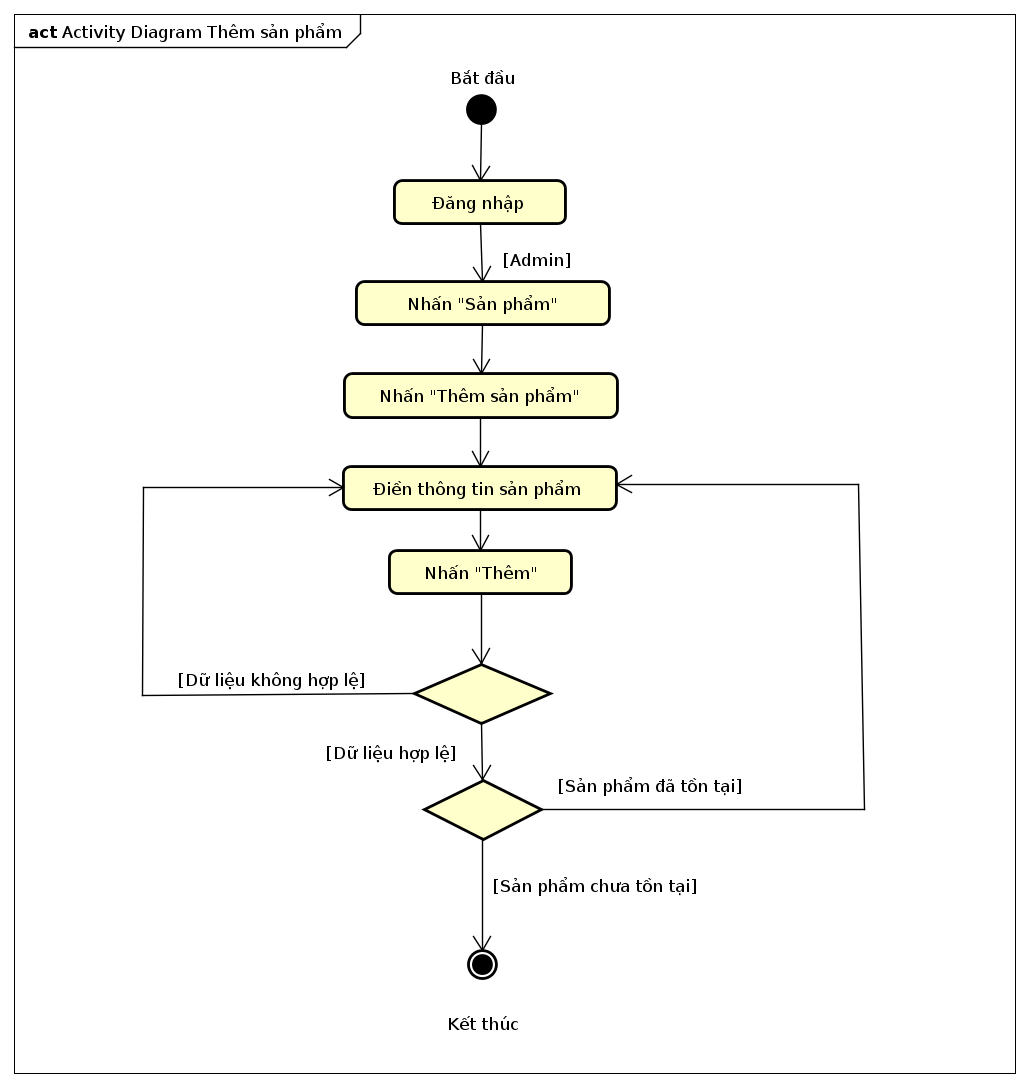 act Activity Diagram Thêm sản phẩm
Bắt đầu
Đăng nhập
[Admin]
Nhấn "Sản phẩm"
Nhấn "Thêm sản phẩm"
Điền thông tin sản phẩm
Nhấn "Thêm"
[Dữ liệu không hợp lệ]
[Dữ liệu hợp lệ]
[Sản phẩm đã tồn tại]
[Sản phẩm chưa tồn tại]
Kết thúc